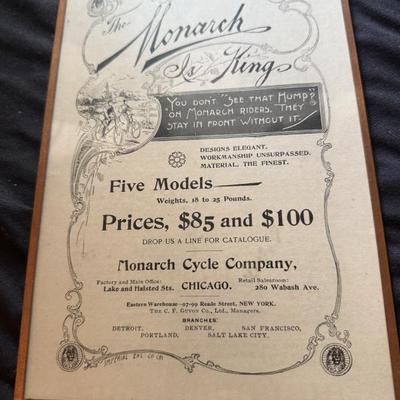 The
Monarch
Is King
YOU DON'T "SEE THAT HUMP?"
ON MONARCH RIDERS. THEY
STAY IN FRONT WITHOUT IT.
DESIGNS ELEGANT.
WORKMANSHIP UNSURPASSED.
MATERIAL, THE FINEST.
Five Models
Weights, 18 to 25 Pounds.
Prices, $85 and $100
DROP US A LINE FOR CATALOGUE.
Monarch Cycle Company,
Factory and Main Office:
Lake and Halsted Sts.
CHICAGO.
Retail Salesroom:
280 Wabash Ave.
Eastern Warehouse—97-99 Reade Street, NEW YORK.
The C. F. Guyon Co., Ltd., Managers.
BRANCHES:
DETROIT, DENVER, SAN FRANCISCO,
PORTLAND, SALT LAKE CITY.
IMPERIAL ENG CO CHI